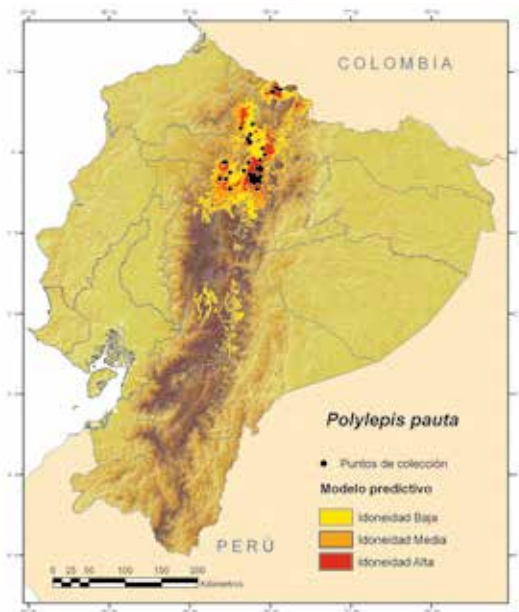 COLOMBIA
Polylepis pauta
Puntos de colección
Modelo predictivo
Idoneidad Baja
Idoneidad Media
Idoneidad Alta
PERÚ
0 25 50 100 150 200
Kilometros